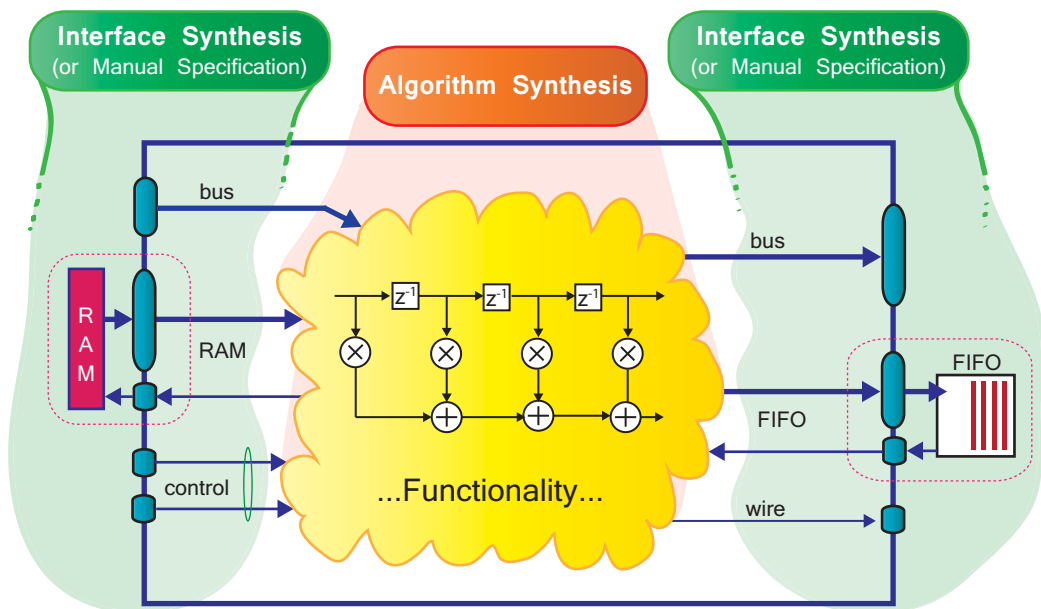 Interface Synthesis
(or Manual Specification)
Algorithm Synthesis
Interface Synthesis
(or Manual Specification)
bus
bus
z-1
z-1
z-1
R
A
M
RAM
FIFO
FIFO
control
...Functionality...
wire